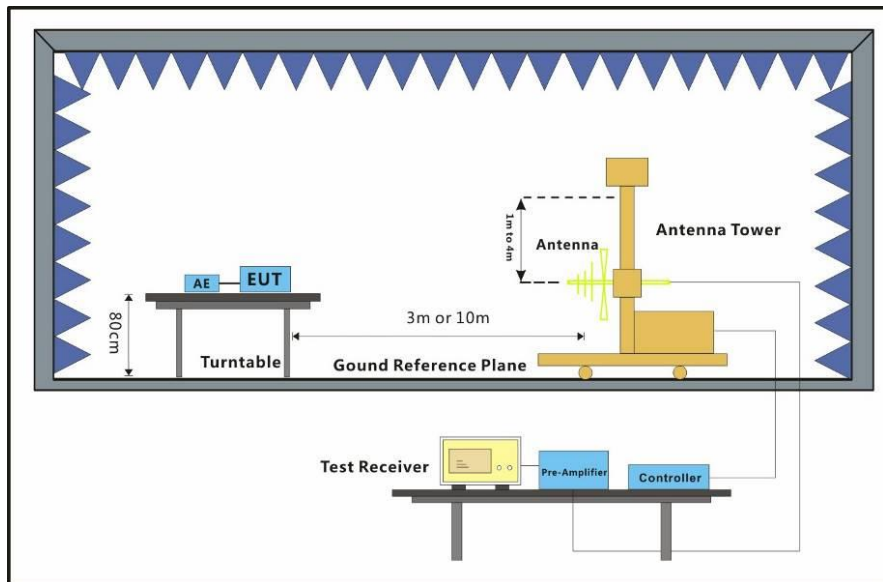 1m to 4m
Antenna
Antenna Tower
AE
EUT
80cm
3m or 10m
Turntable
Gound Reference Plane
Test Receiver
Pre-Amplifier
Controller